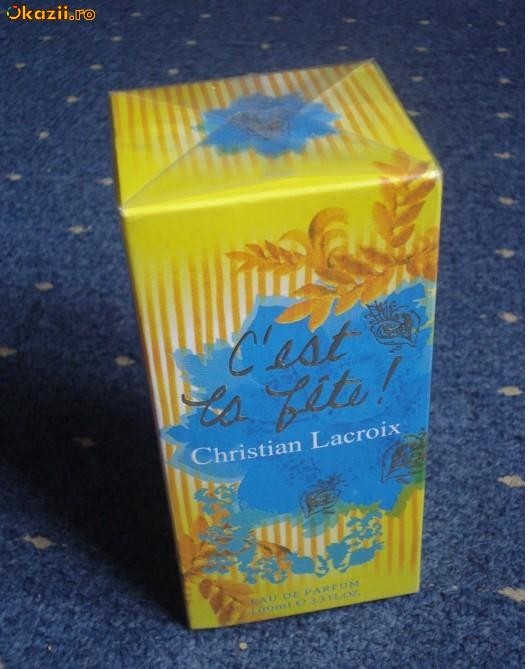 Okazii.ro
C'est
la fête!
Christian Lacroix
EAU DE PARFUM
100ml ℮ 3.3 FL.OZ.